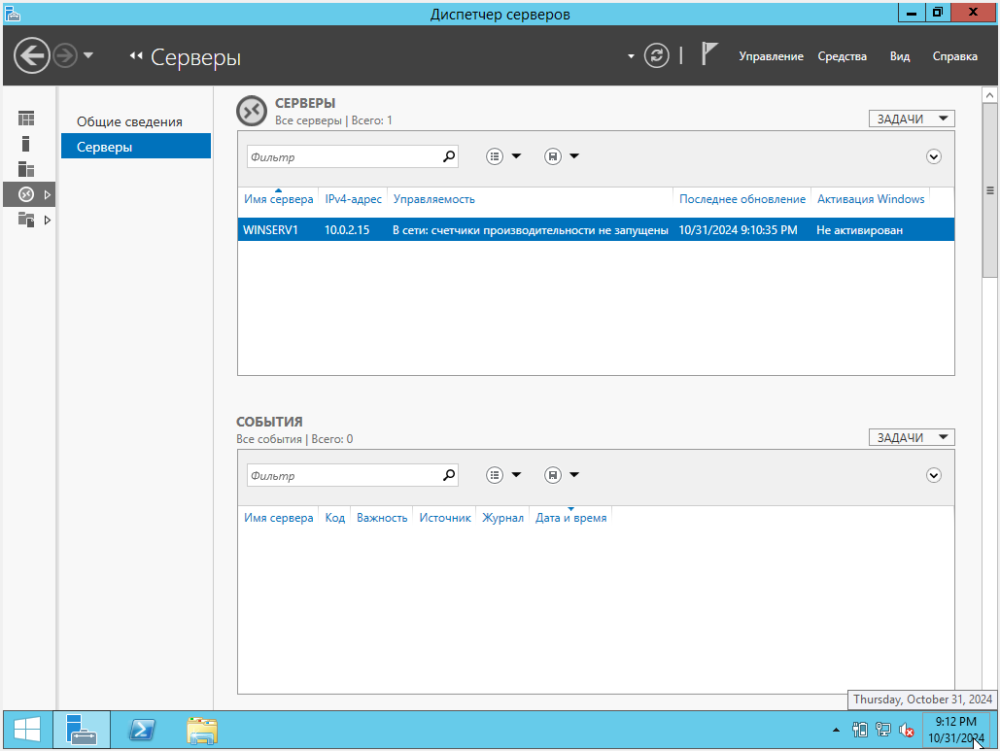 Диспетчер серверов
Серверы
Управление Средства Вид Справка
Общие сведения
Серверы
СЕРВЕРЫ
Все серверы | Всего: 1
ЗАДАЧИ
Фильтр
Имя сервера IPv4-адрес Управляемость Последнее обновление Активация Windows
WINSERV1 10.0.2.15 В сети: счетчики производительности не запущены 10/31/2024 9:10:35 PM Не активирован
СОБЫТИЯ
Все события | Всего: 0
ЗАДАЧИ
Фильтр
Имя сервера Код Важность Источник Журнал Дата и время
Thursday, October 31, 2024
9:12 PM
10/31/2024